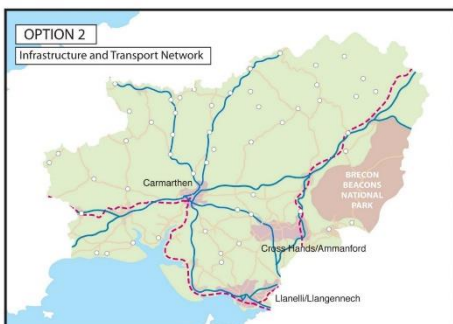 OPTION 2
Infrastructure and Transport Network
Carmarthen
BRECON
BEACONS
NATIONAL
PARK
Cross Hands/Ammanford
Llanelli/Llangennech